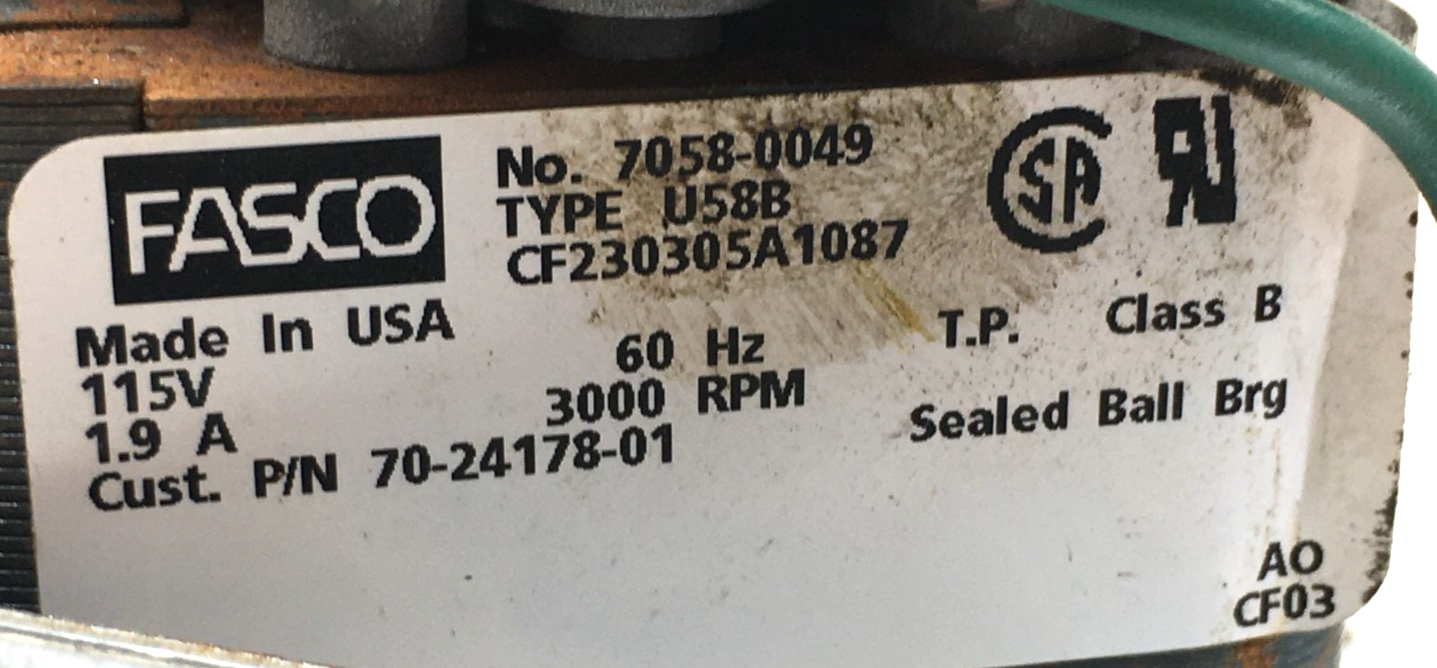 FASCO
No. 7058-0049
TYPE U58B
CF230305A1087
Made In USA
115V 60 Hz T.P. Class B
1.9 A 3000 RPM Sealed Ball Brg
Cust. P/N 70-24178-01
AO
CF03